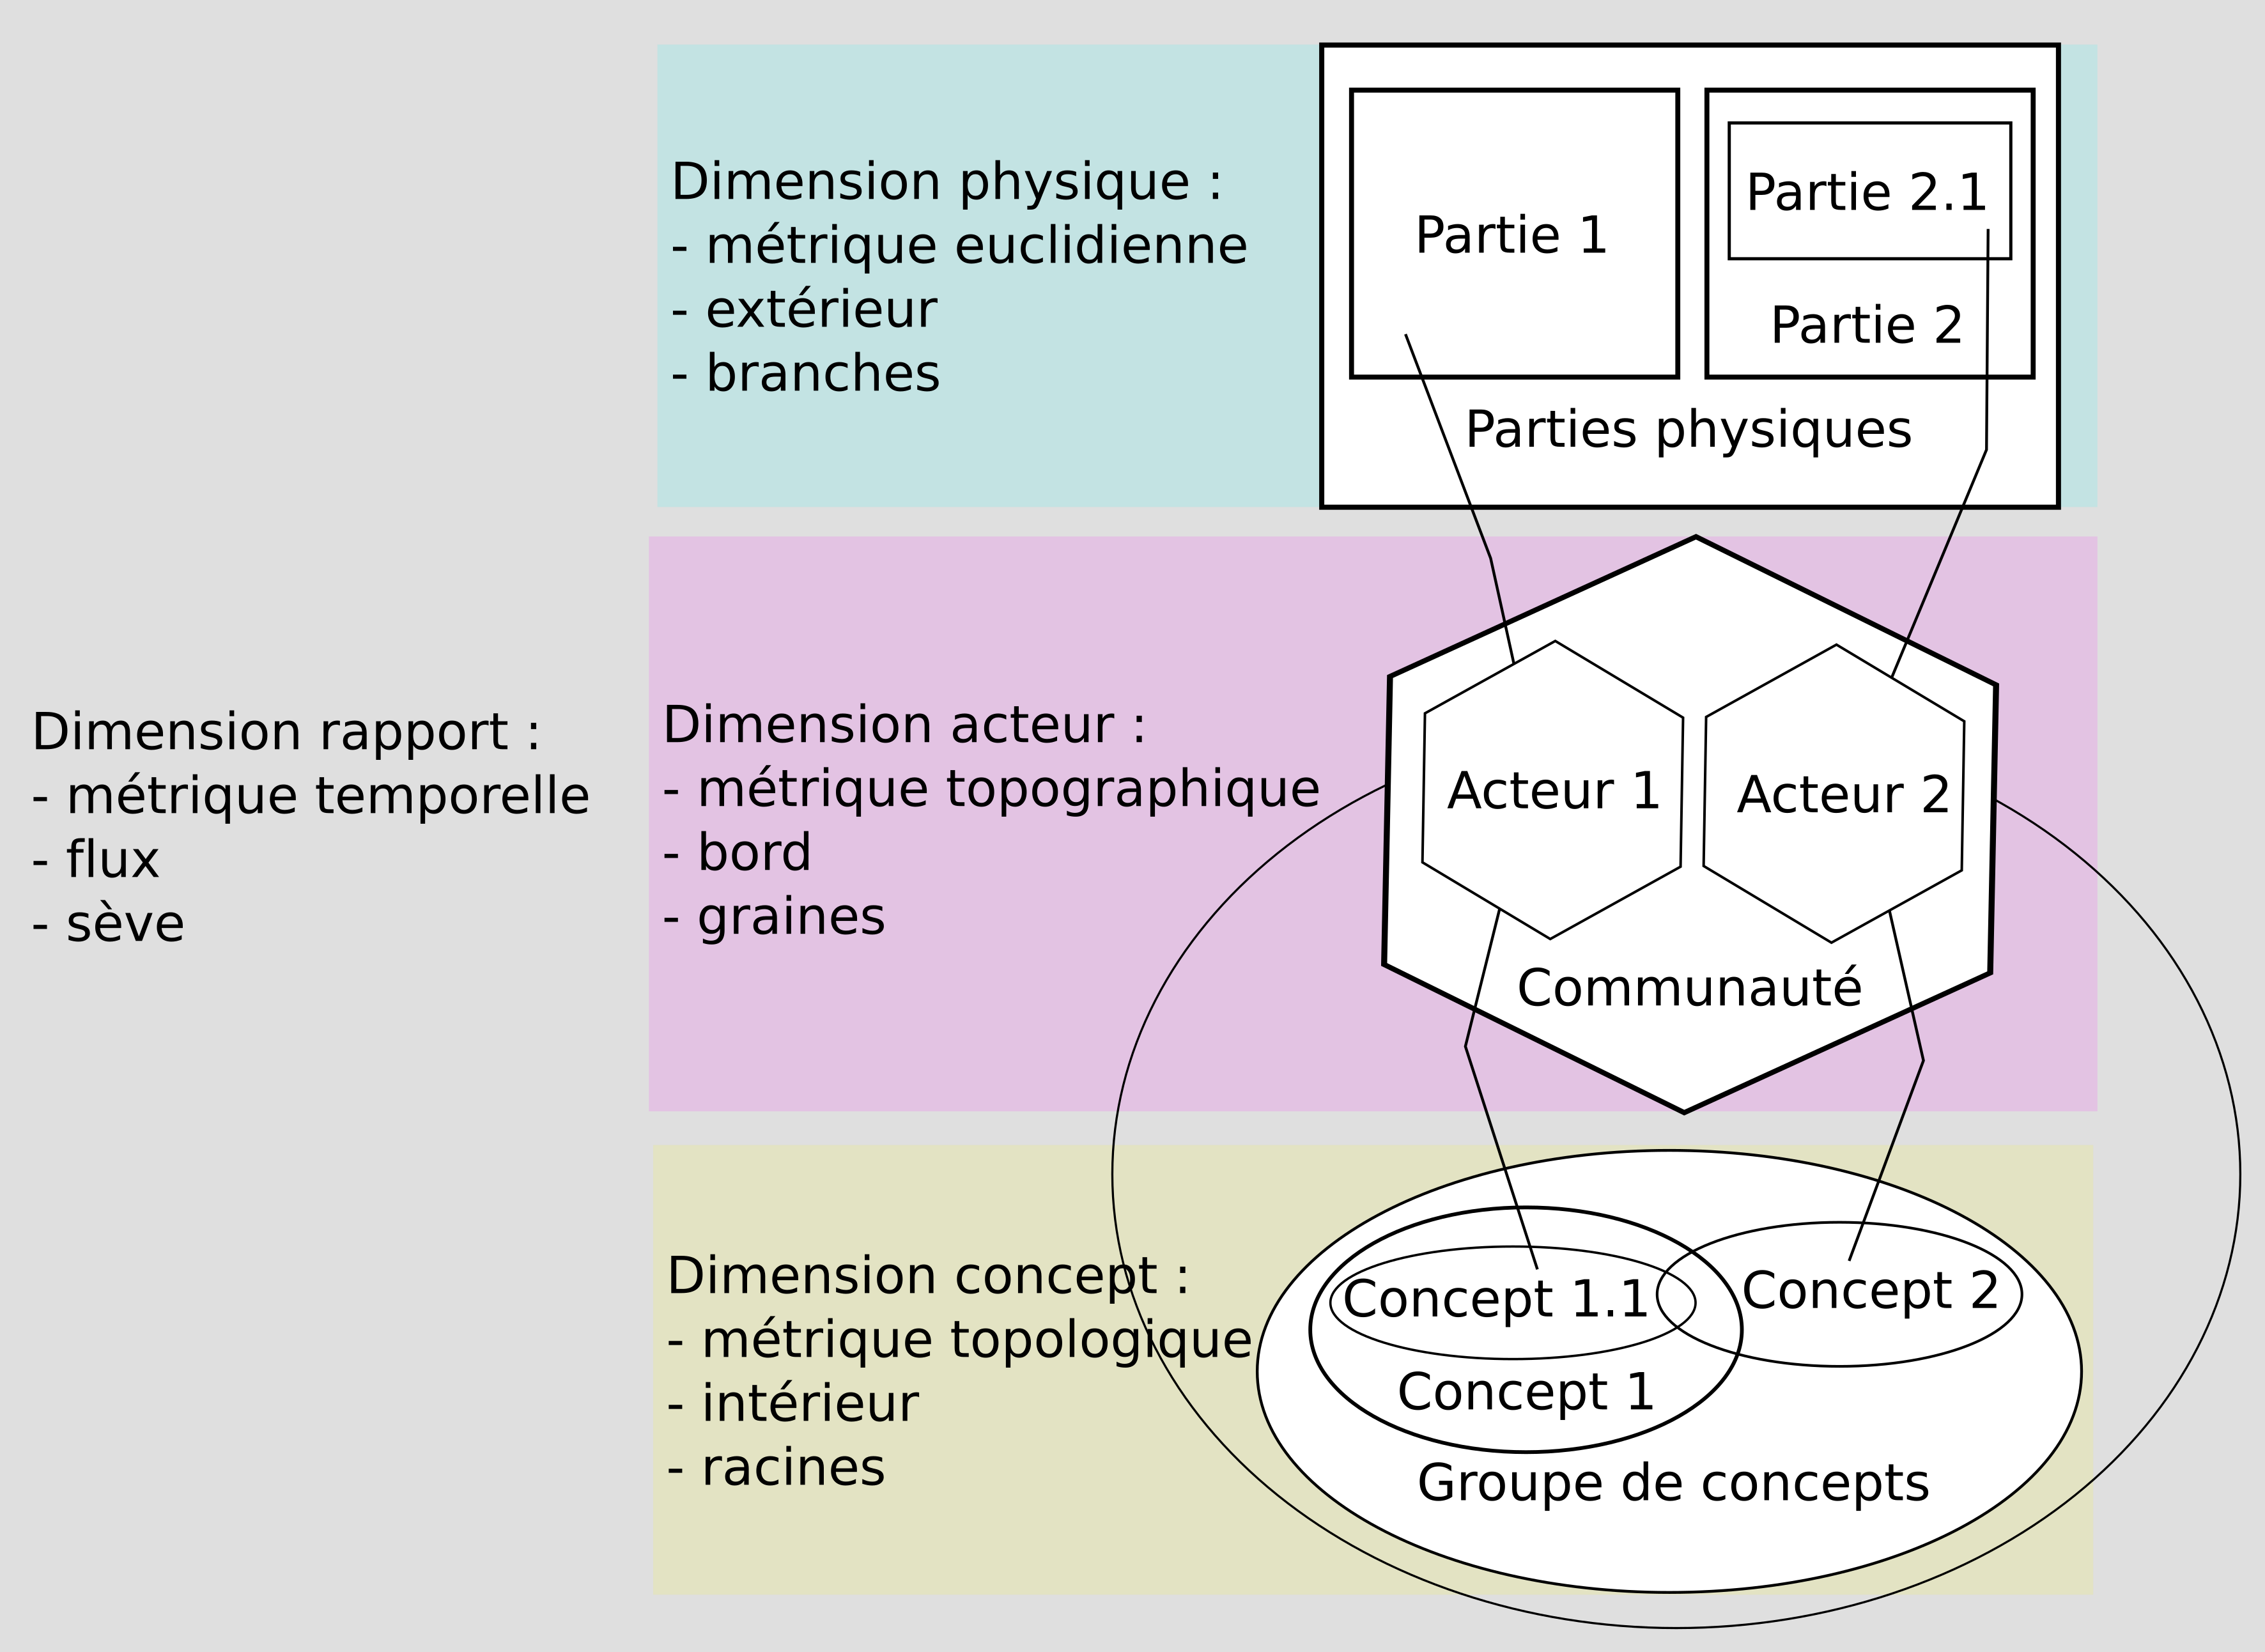 Dimension physique :
- métrique euclidienne
- extérieur
- branches
Partie 1
Partie 2.1
Partie 2
Parties physiques
Dimension rapport :
- métrique temporelle
- flux
- sève
Dimension acteur :
- métrique topographique
- bord
- graines
Acteur 1
Acteur 2
Communauté
Dimension concept :
- métrique topologique
- intérieur
- racines
Concept 1.1
Concept 2
Concept 1
Groupe de concepts